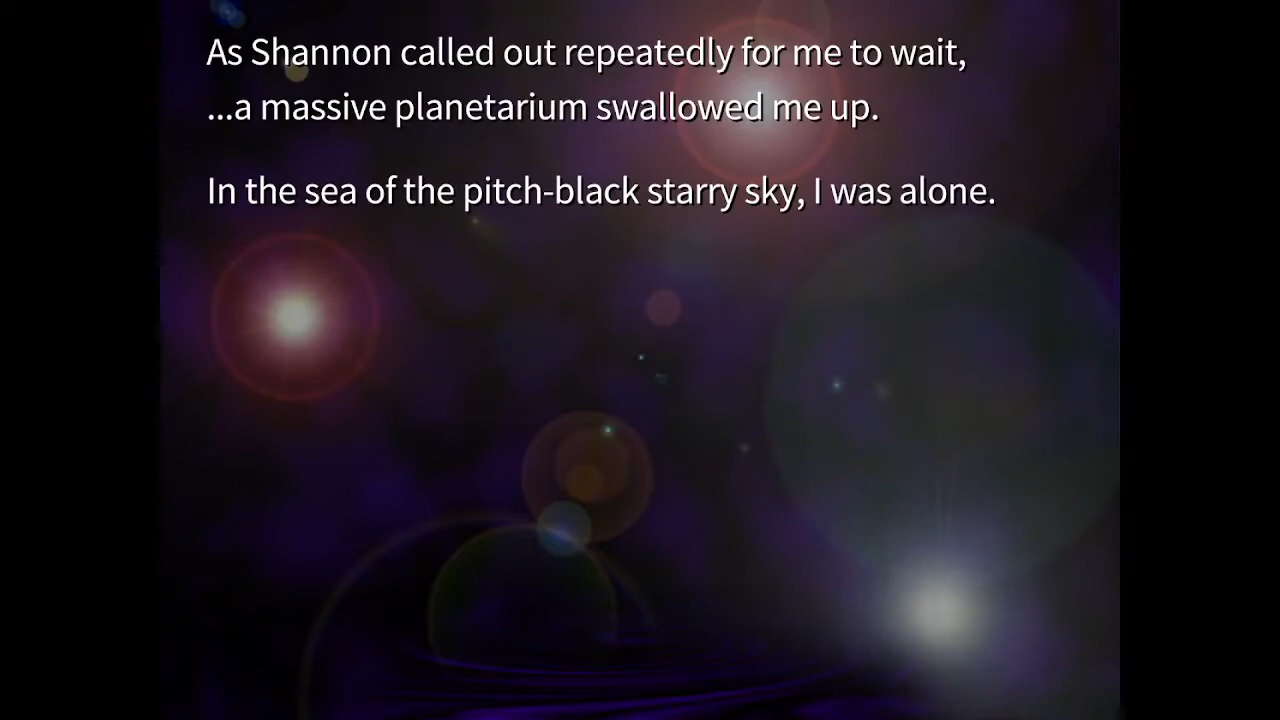 As Shannon called out repeatedly for me to wait,
...a massive planetarium swallowed me up.
In the sea of the pitch-black starry sky, I was alone.